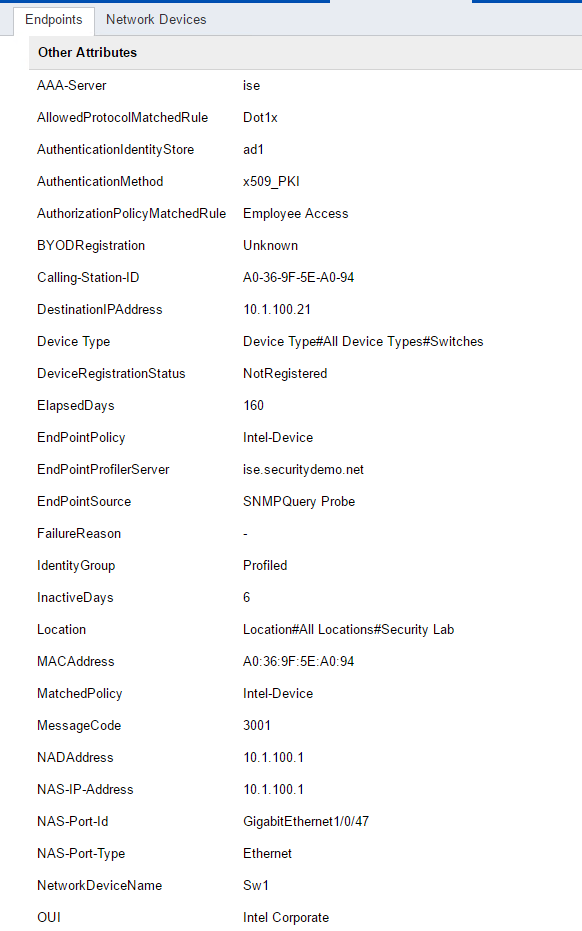 Endpoints Network Devices
Other Attributes
AAA-Server ise
AllowedProtocolMatchedRule Dot1x
AuthenticationIdentityStore ad1
AuthenticationMethod x509_PKI
AuthorizationPolicyMatchedRule Employee Access
BYODRegistration Unknown
Calling-Station-ID A0-36-9F-5E-A0-94
DestinationIPAddress 10.1.100.21
Device Type Device Type#All Device Types#Switches
DeviceRegistrationStatus NotRegistered
ElapsedDays 160
EndPointPolicy Intel-Device
EndPointProfilerServer ise.securitydemo.net
EndPointSource SNMPQuery Probe
FailureReason -
IdentityGroup Profiled
InactiveDays 6
Location Location#All Locations#Security Lab
MACAddress A0:36:9F:5E:A0:94
MatchedPolicy Intel-Device
MessageCode 3001
NADAddress 10.1.100.1
NAS-IP-Address 10.1.100.1
NAS-Port-Id GigabitEthernet1/0/47
NAS-Port-Type Ethernet
NetworkDeviceName Sw1
OUI Intel Corporate